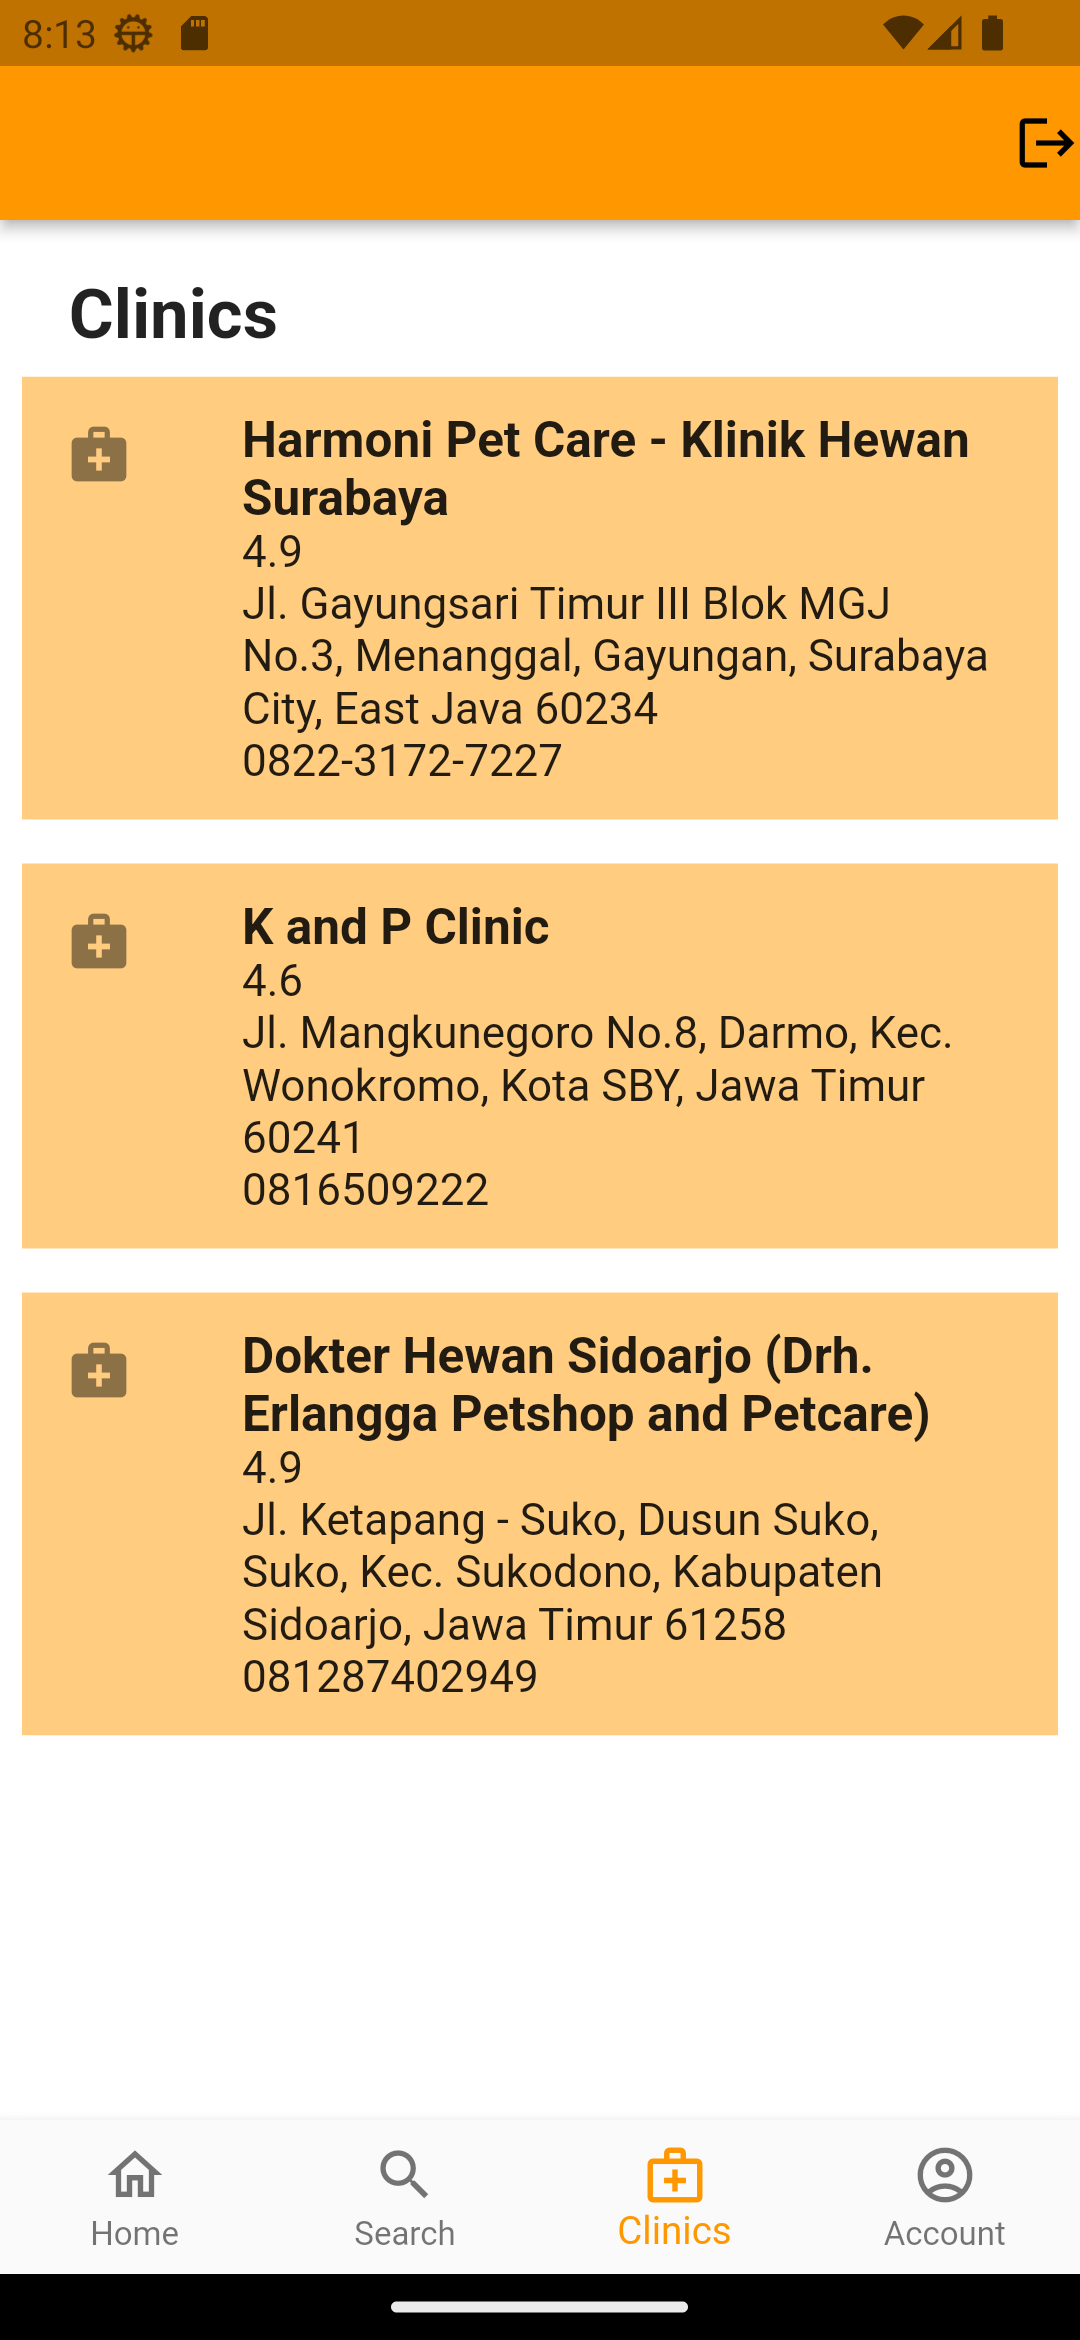 8:13
Clinics
Harmoni Pet Care - Klinik Hewan
Surabaya
4.9
Jl. Gayungsari Timur III Blok MGJ
No.3, Menanggal, Gayungan, Surabaya
City, East Java 60234
0822-3172-7227
K and P Clinic
4.6
Jl. Mangkunegoro No.8, Darmo, Kec.
Wonokromo, Kota SBY, Jawa Timur
60241
0816509222
Dokter Hewan Sidoarjo (Drh.
Erlangga Petshop and Petcare)
4.9
Jl. Ketapang - Suko, Dusun Suko,
Suko, Kec. Sukodono, Kabupaten
Sidoarjo, Jawa Timur 61258
081287402949
Home Search Clinics Account